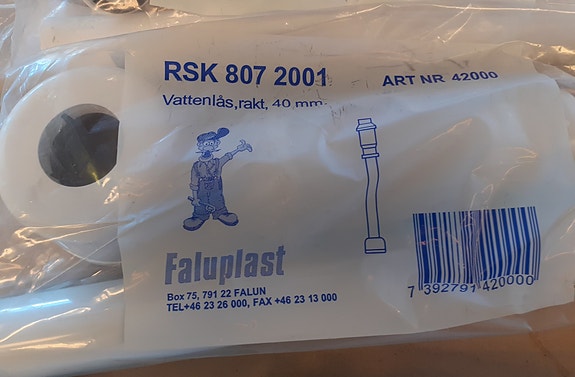 RSK 807 2001
ART NR 42000
Vattenlås,rakt, 40 mm.
Faluplast
Box 75, 791 22 FALUN
TEL+46 23 26 000, FAX +46 23 13 000
7 392791 420000